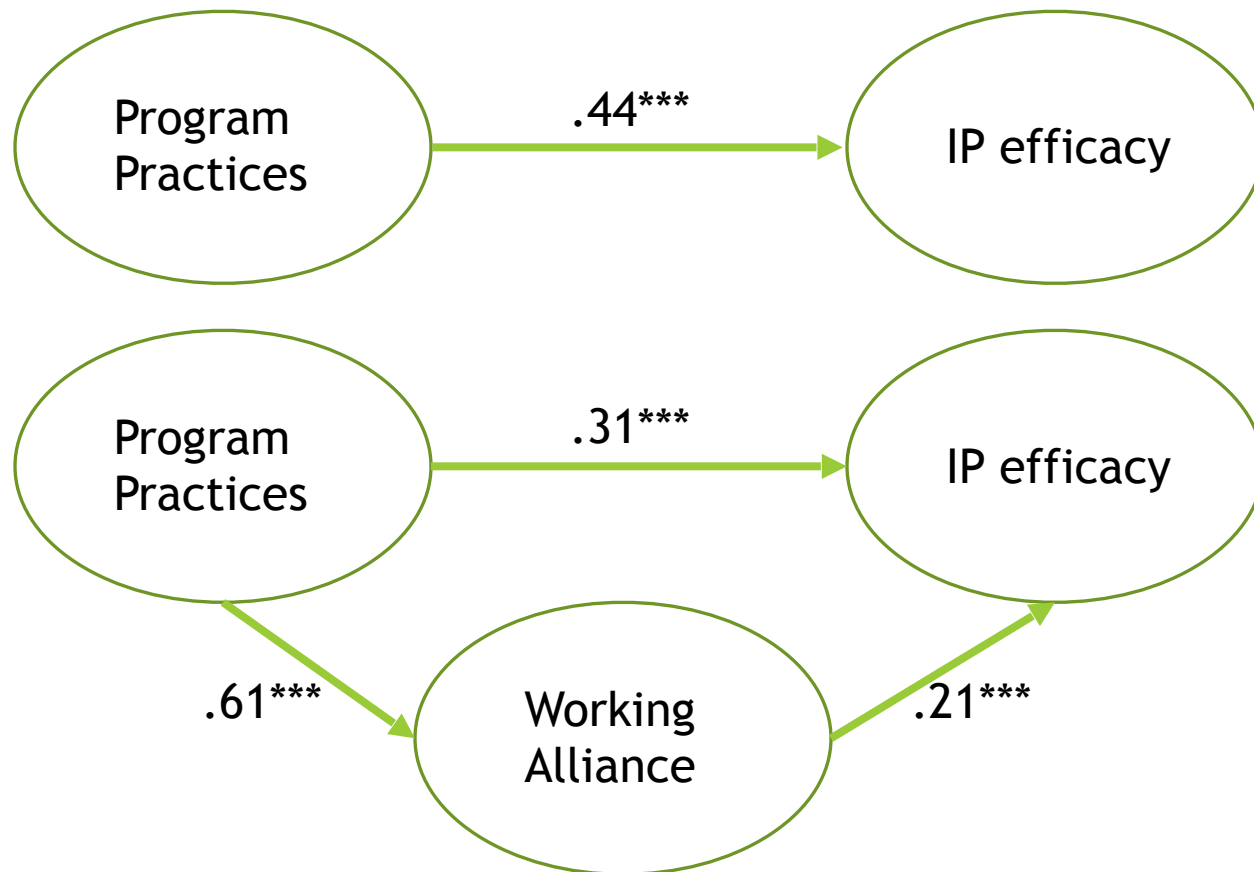 Program
Practices
.44***
IP efficacy
Program
Practices
.31***
IP efficacy
.61***
Working
Alliance
.21***